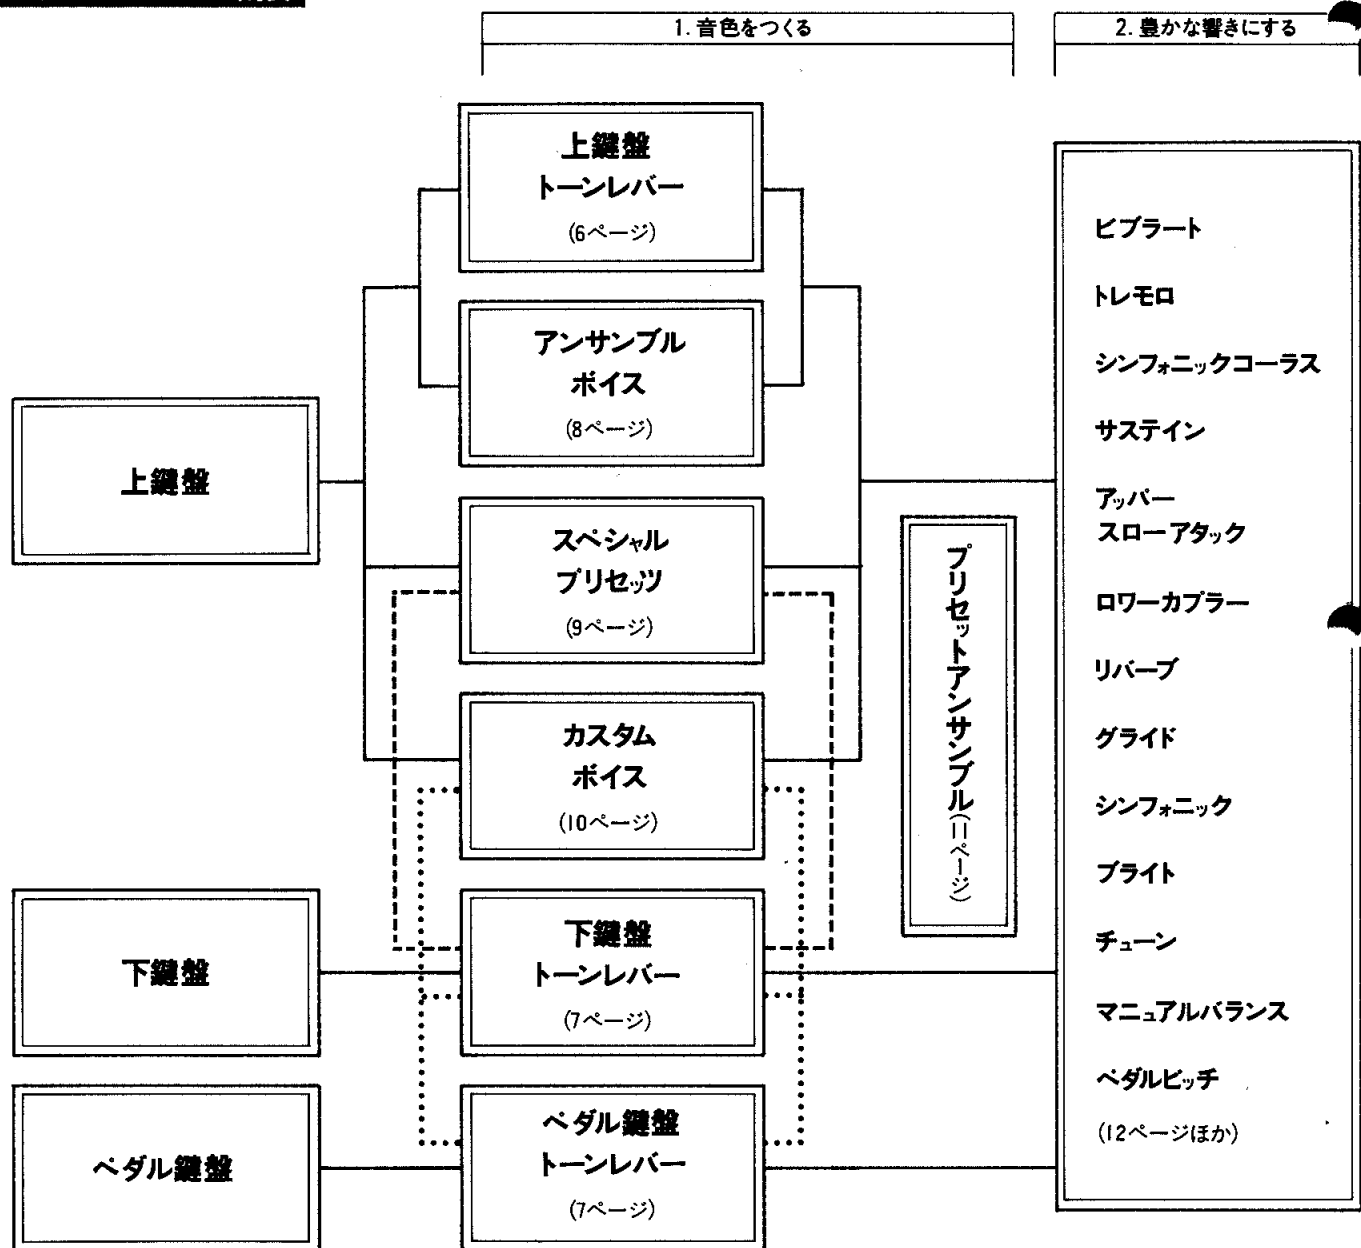 1. 音色をつくる
2. 豊かな響きにする
上鍵盤
トーンレバー
(6ページ)
アンサンブル
ボイス
(8ページ)
上鍵盤
スペシャル
プリセッツ
(9ページ)
カスタム
ボイス
(10ページ)
下鍵盤
下鍵盤
トーンレバー
(7ページ)
ペダル鍵盤
ペダル鍵盤
トーンレバー
(7ページ)
プリセットアンサンブル(11ページ)
ビブラート
トレモロ
シンフォニックコーラス
サステイン
アッパー
スローアタック
ロワーカプラー
リバーブ
グライド
シンフォニック
ブライト
チューン
マニュアルバランス
ペダルピッチ
(12ページほか)